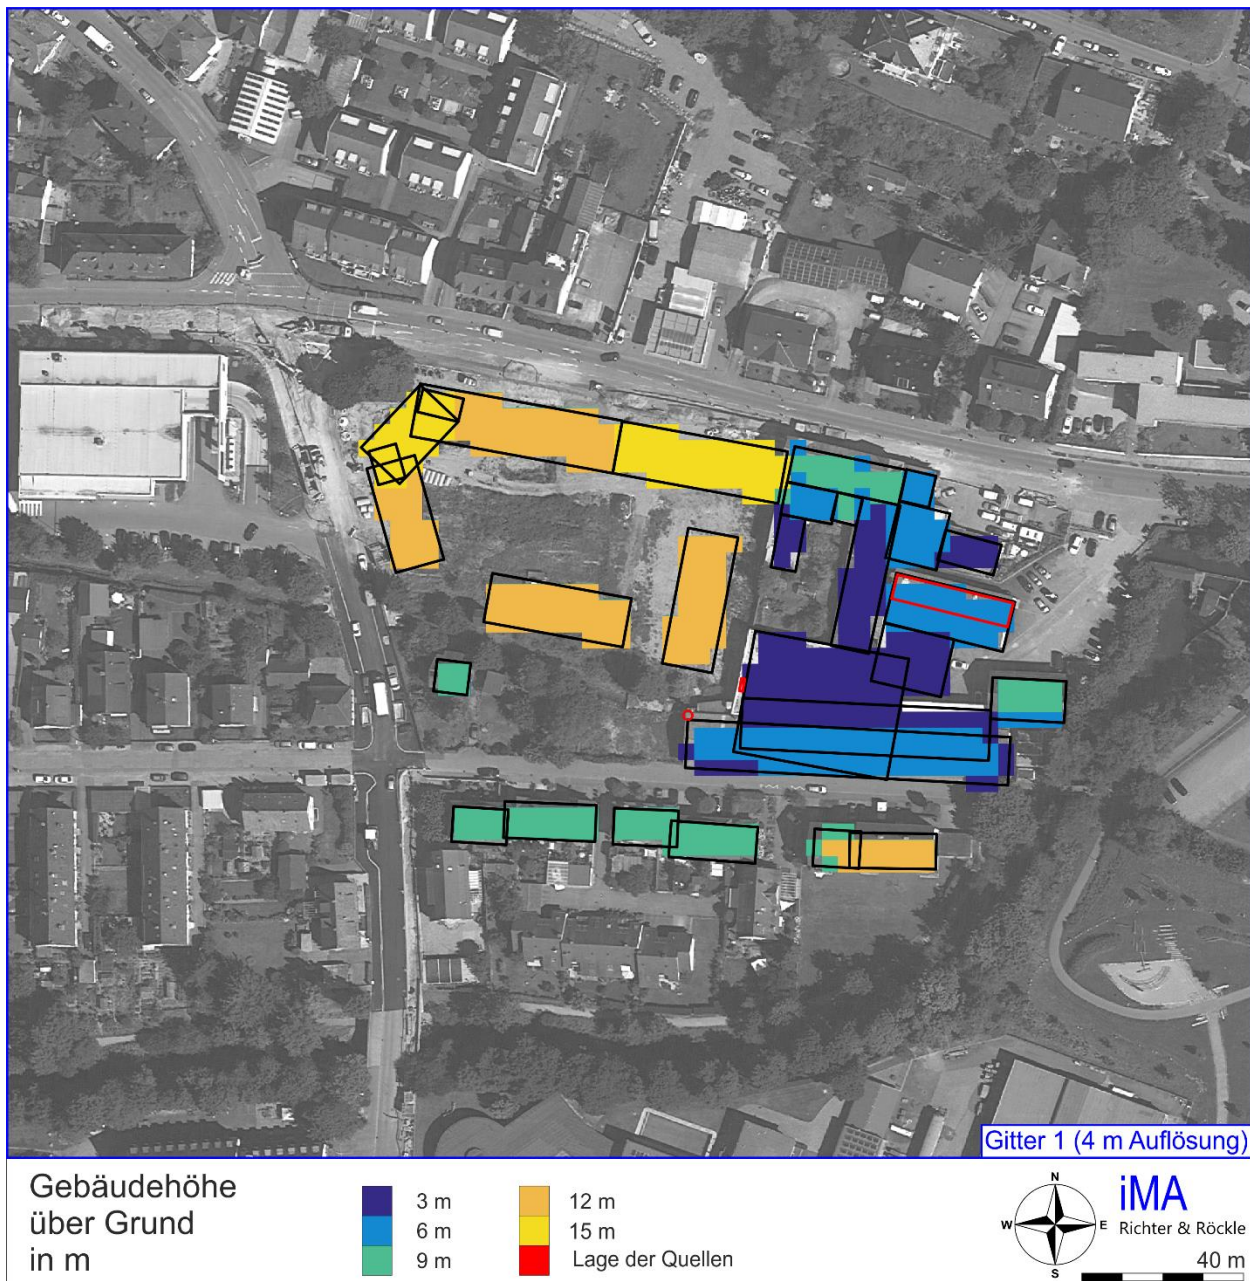 Gitter 1 (4 m Auflösung)
Gebäudehöhe
über Grund
in m
3 m
6 m
9 m
12 m
15 m
Lage der Quellen
N
W
E
S
iMA
Richter & Röckle
40 m